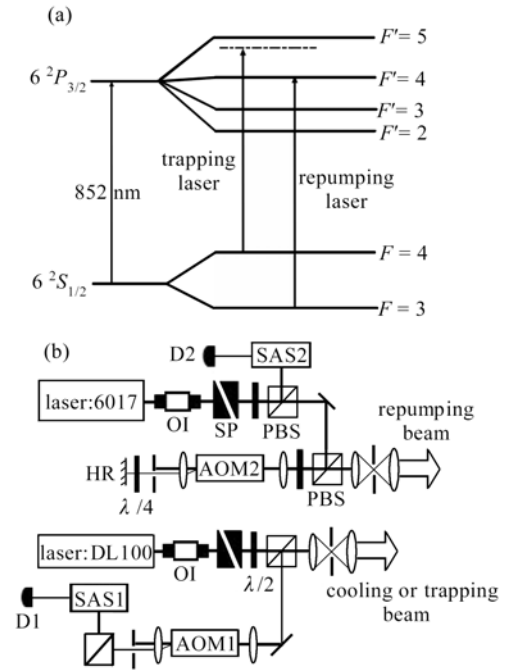 (a)
F′= 5
6 ²P₃/₂
F′= 4
F′= 3
F′= 2
trapping
laser
repumping
laser
852 nm
F = 4
6 ²S₁/₂
F = 3
(b)
D2
SAS2
laser:6017
OI
SP
PBS
repumping
beam
HR
AOM2
λ/4
PBS
laser:DL100
OI
λ/2
cooling or trapping
beam
SAS1
D1
AOM1